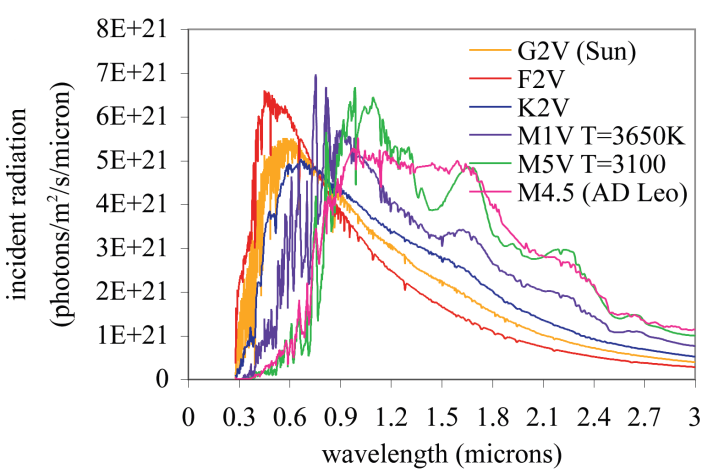 8E+21
7E+21
6E+21
5E+21
4E+21
3E+21
2E+21
1E+21
0
incident radiation
(photons/m²/s/micron)
G2V (Sun)
F2V
K2V
M1V T=3650K
M5V T=3100
M4.5 (AD Leo)
0 0.3 0.6 0.9 1.2 1.5 1.8 2.1 2.4 2.7 3
wavelength (microns)